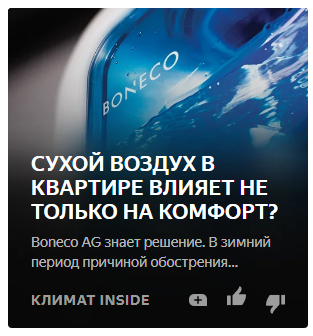 BONECO
СУХОЙ ВОЗДУХ В
КВАРТИРЕ ВЛИЯЕТ НЕ
ТОЛЬКО НА КОМФОРТ?
Boneco AG знает решение. В зимний
период причиной обострения...
КЛИМАТ INSIDE